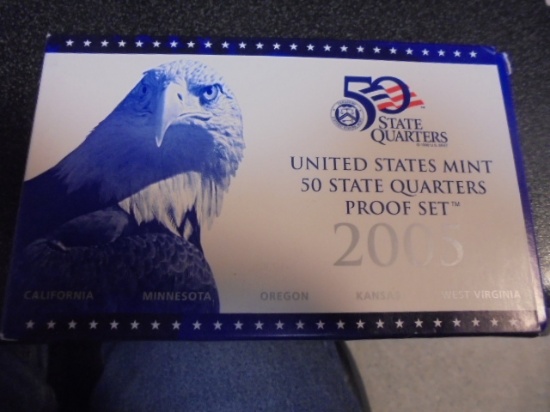 50
STATE
QUARTERS
UNITED STATES MINT
50 STATE QUARTERS
PROOF SET™
2005
CALIFORNIA MINNESOTA OREGON KANSAS WEST VIRGINIA